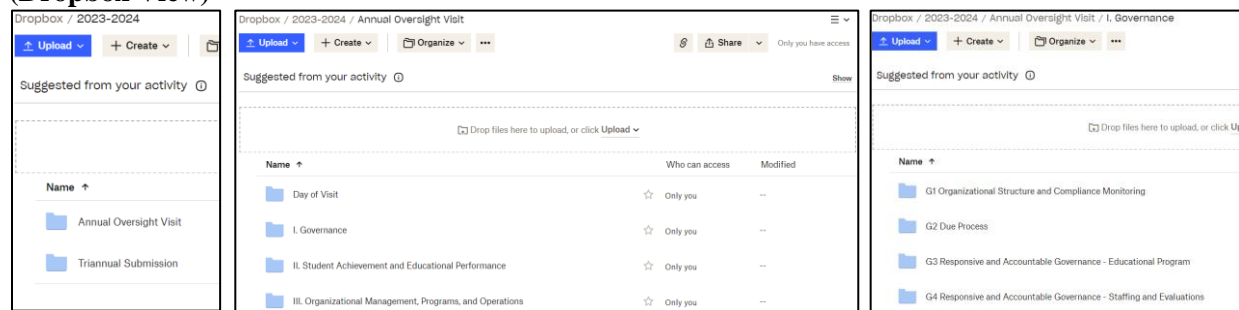 (Dropbox View)
Dropbox / 2023-2024
Upload
+ Create
Suggested from your activity
Name ↑
Annual Oversight Visit
Triannual Submission
Dropbox / 2023-2024 / Annual Oversight Visit
Upload
+ Create
Organize
•••
Share
Only you have access
Suggested from your activity
Show
Drop files here to upload, or click Upload
Name ↑ Who can access Modified
Day of Visit Only you --
I. Governance Only you --
II. Student Achievement and Educational Performance Only you --
III. Organizational Management, Programs, and Operations Only you --
Dropbox / 2023-2024 / Annual Oversight Visit / I. Governance
Upload
+ Create
Organize
•••
Suggested from your activity
Drop files here to upload, or click Up
Name ↑
G1 Organizational Structure and Compliance Monitoring
G2 Due Process
G3 Responsive and Accountable Governance - Educational Program
G4 Responsive and Accountable Governance - Staffing and Evaluations